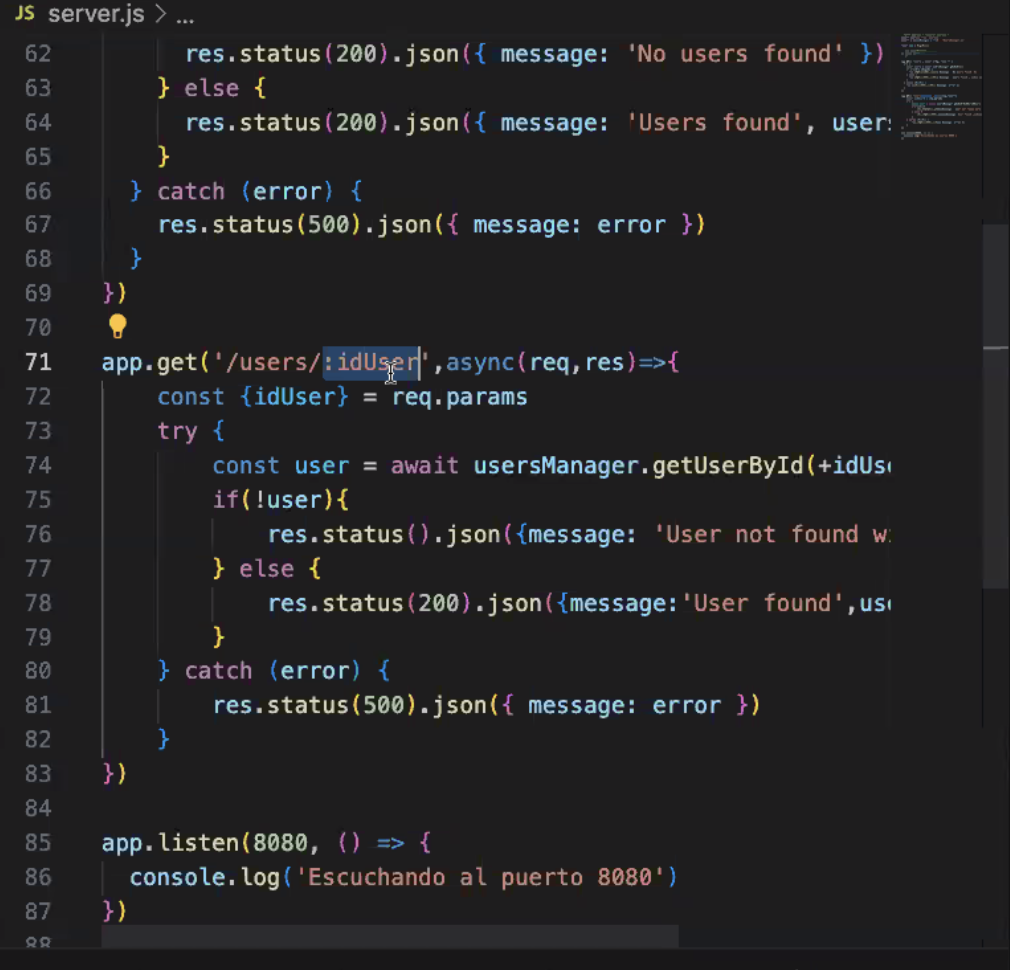 JS server.js > ...
62 res.status(200).json({ message: 'No users found' })
63 } else {
64 res.status(200).json({ message: 'Users found', users
65 }
66 } catch (error) {
67 res.status(500).json({ message: error })
68 }
69 })
70
71 app.get('/users/:idUser',async(req,res)=>{
72 const {idUser} = req.params
73 try {
74 const user = await usersManager.getUserById(+idUse
75 if(!user){
76 res.status().json({message: 'User not found w
77 } else {
78 res.status(200).json({message:'User found',use
79 }
80 } catch (error) {
81 res.status(500).json({ message: error })
82 }
83 })
84
85 app.listen(8080, () => {
86 console.log('Escuchando al puerto 8080')
87 })
88